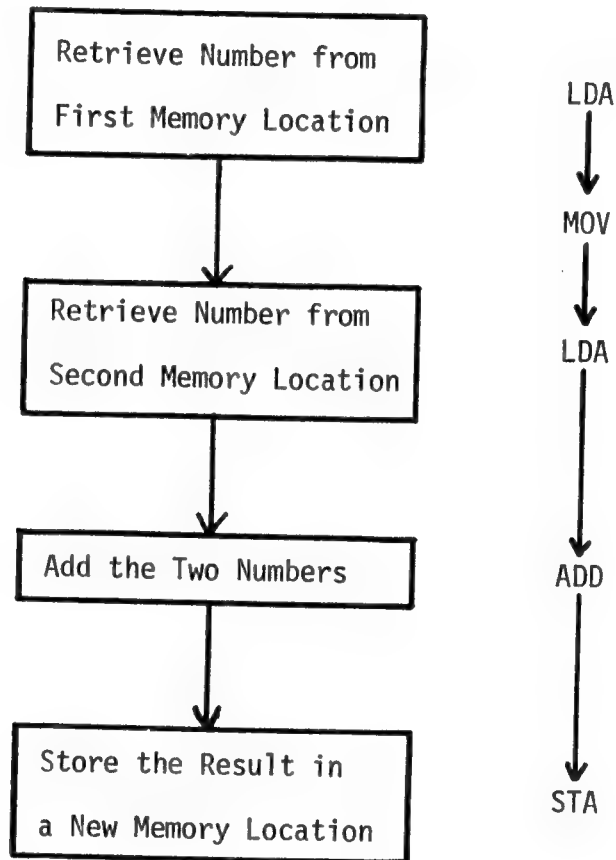 Retrieve Number from
First Memory Location
LDA
MOV
Retrieve Number from
Second Memory Location
LDA
Add the Two Numbers
ADD
Store the Result in
a New Memory Location
STA